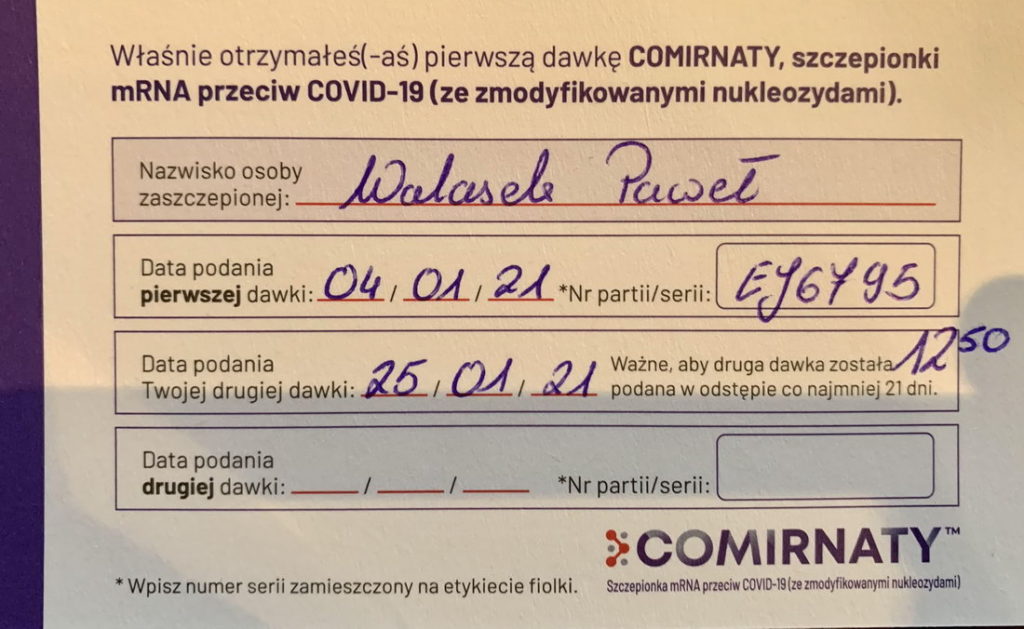 Właśnie otrzymałeś(-aś) pierwszą dawkę COMIRNATY, szczepionki
mRNA przeciw COVID-19 (ze zmodyfikowanymi nukleozydami).
Nazwisko osoby
zaszczepionej: Walasek Paweł
Data podania
pierwszej dawki: 04 / 01 / 21 *Nr partii/serii: EJ6795
Data podania
Twojej drugiej dawki: 25 / 01 / 21
Ważne, aby druga dawka została
podana w odstępie co najmniej 21 dni.
12 50
Data podania
drugiej dawki: / / *Nr partii/serii:
COMIRNATY™
Szczepionka mRNA przeciw COVID-19 (ze zmodyfikowanymi nukleozydami)
* Wpisz numer serii zamieszczony na etykiecie fiolki.